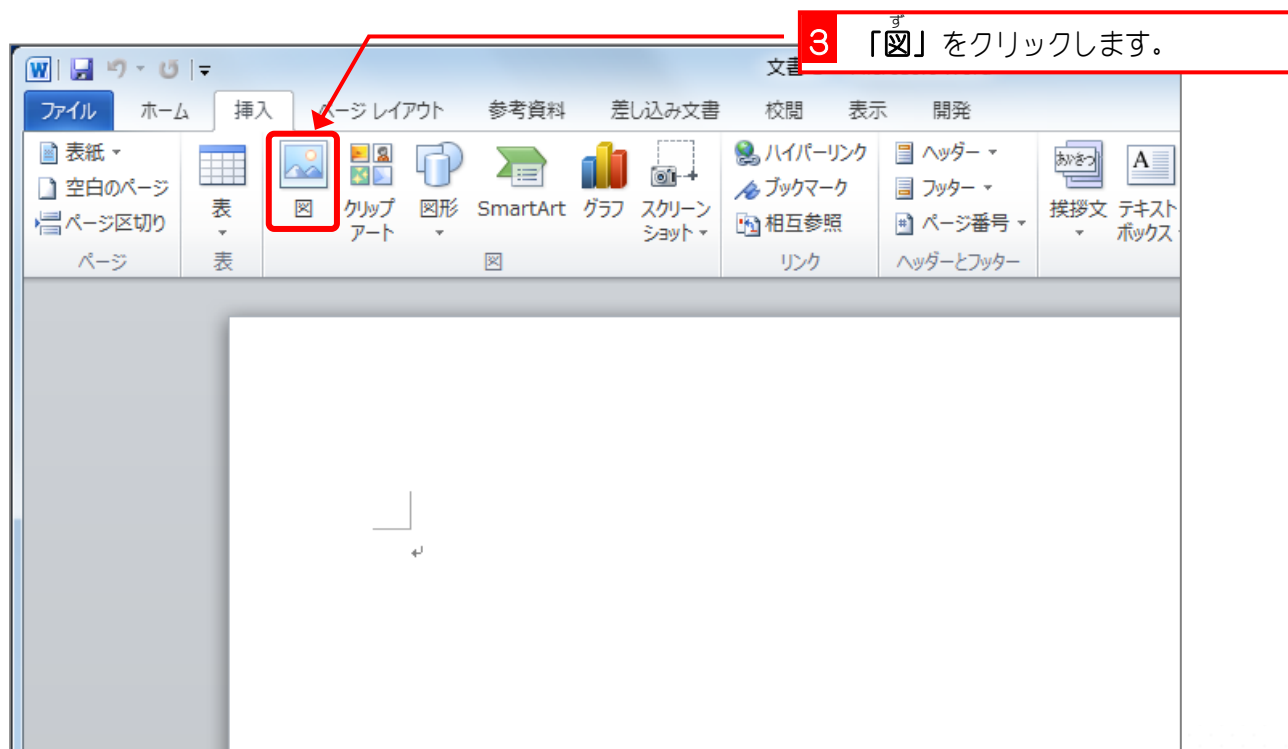 ず
3 「図」をクリックします。
文書
ファイル ホーム 挿入 ページ レイアウト 参考資料 差し込み文書 校閲 表示 開発
表紙
空白のページ
ページ区切り
ページ
表
表
図
クリップ
アート
図形
SmartArt
グラフ
スクリーン
ショット
図
ハイパーリンク
ブックマーク
相互参照
リンク
ヘッダー
フッター
ページ番号
ヘッダーとフッター
あいさつ
挨拶文
A
テキスト
ボックス